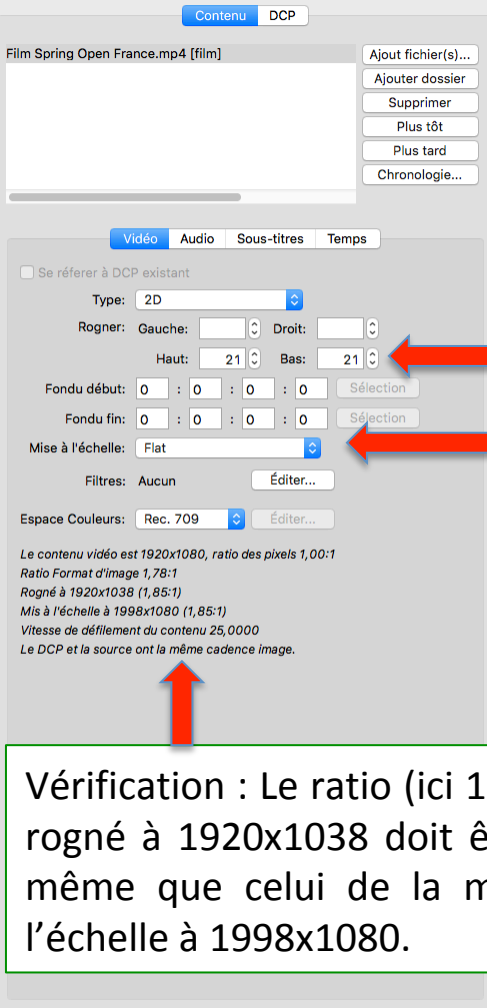 Contenu DCP
Film Spring Open France.mp4 [film]
Ajout fichier(s)...
Ajouter dossier
Supprimer
Plus tôt
Plus tard
Chronologie...
Vidéo Audio Sous-titres Temps
Se référer à DCP existant
Type: 2D
Rogner: Gauche: Droit:
Haut: 21 Bas: 21
Fondu début: 0 : 0 : 0 : 0 Sélection
Fondu fin: 0 : 0 : 0 : 0 Sélection
Mise à l'échelle: Flat
Filtres: Aucun Éditer...
Espace Couleurs: Rec. 709 Éditer...
Le contenu vidéo est 1920x1080, ratio des pixels 1,00:1
Ratio Format d'image 1,78:1
Rogné à 1920x1038 (1,85:1)
Mis à l'échelle à 1998x1080 (1,85:1)
Vitesse de défilement du contenu 25,0000
Le DCP et la source ont la même cadence image.
Vérification : Le ratio (ici 1
rogné à 1920x1038 doit ê
même que celui de la m
l’échelle à 1998x1080.